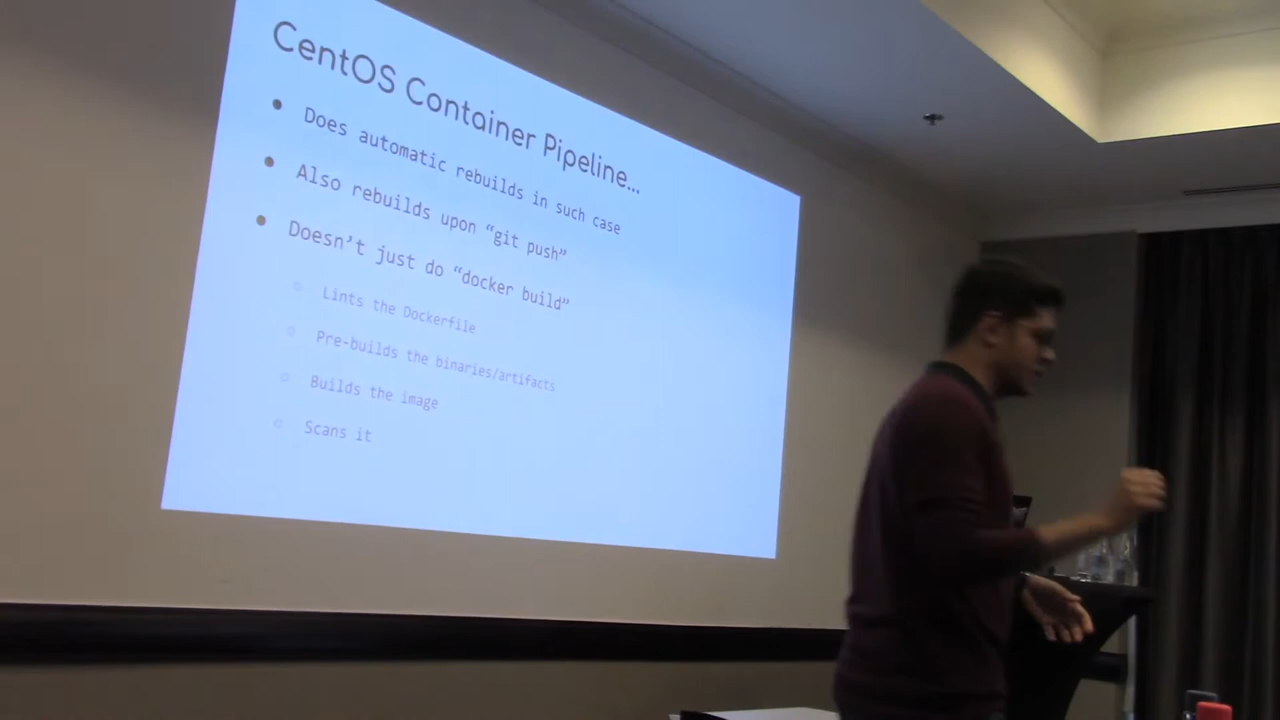 CentOS Container Pipeline...
Does automatic rebuilds in such case
Also rebuilds upon “git push”
Doesn’t just do “docker build”
Lints the Dockerfile
Pre-builds the binaries/artifacts
Builds the image
Scans it